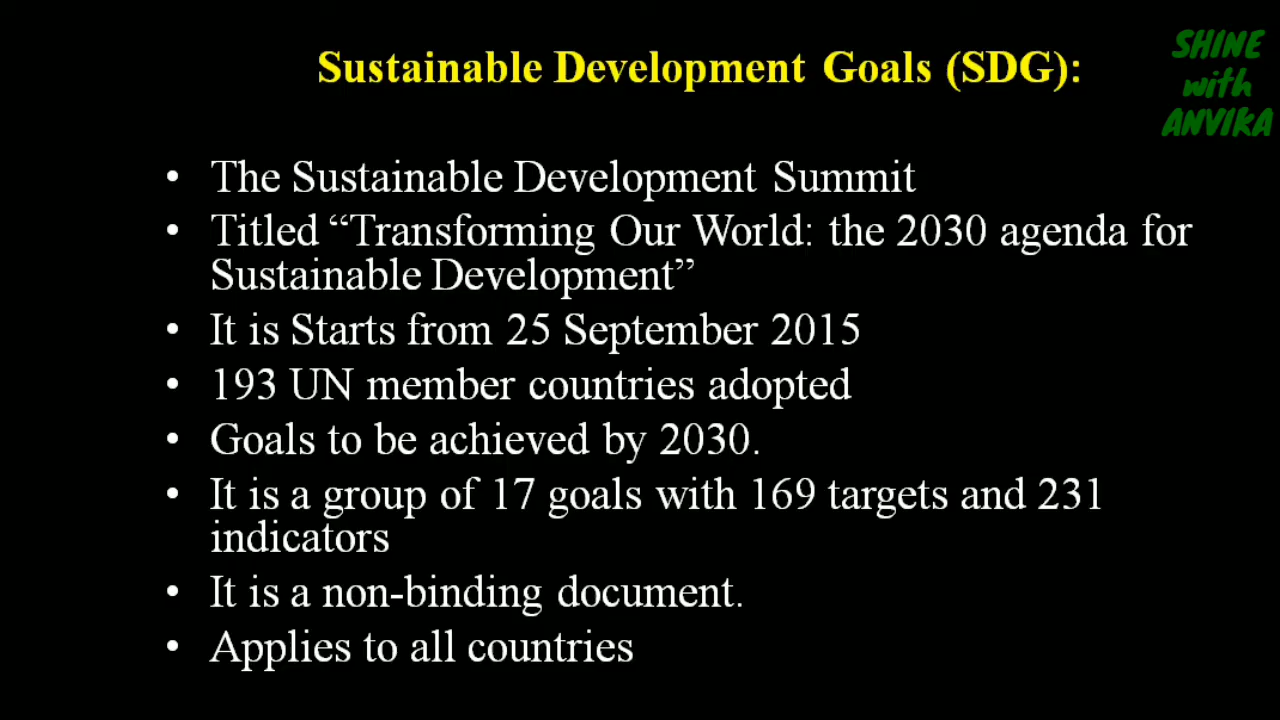 Sustainable Development Goals (SDG):
SHINE
with
ANVIKA
• The Sustainable Development Summit
• Titled “Transforming Our World: the 2030 agenda for
Sustainable Development”
• It is Starts from 25 September 2015
• 193 UN member countries adopted
• Goals to be achieved by 2030.
• It is a group of 17 goals with 169 targets and 231
indicators
• It is a non-binding document.
• Applies to all countries